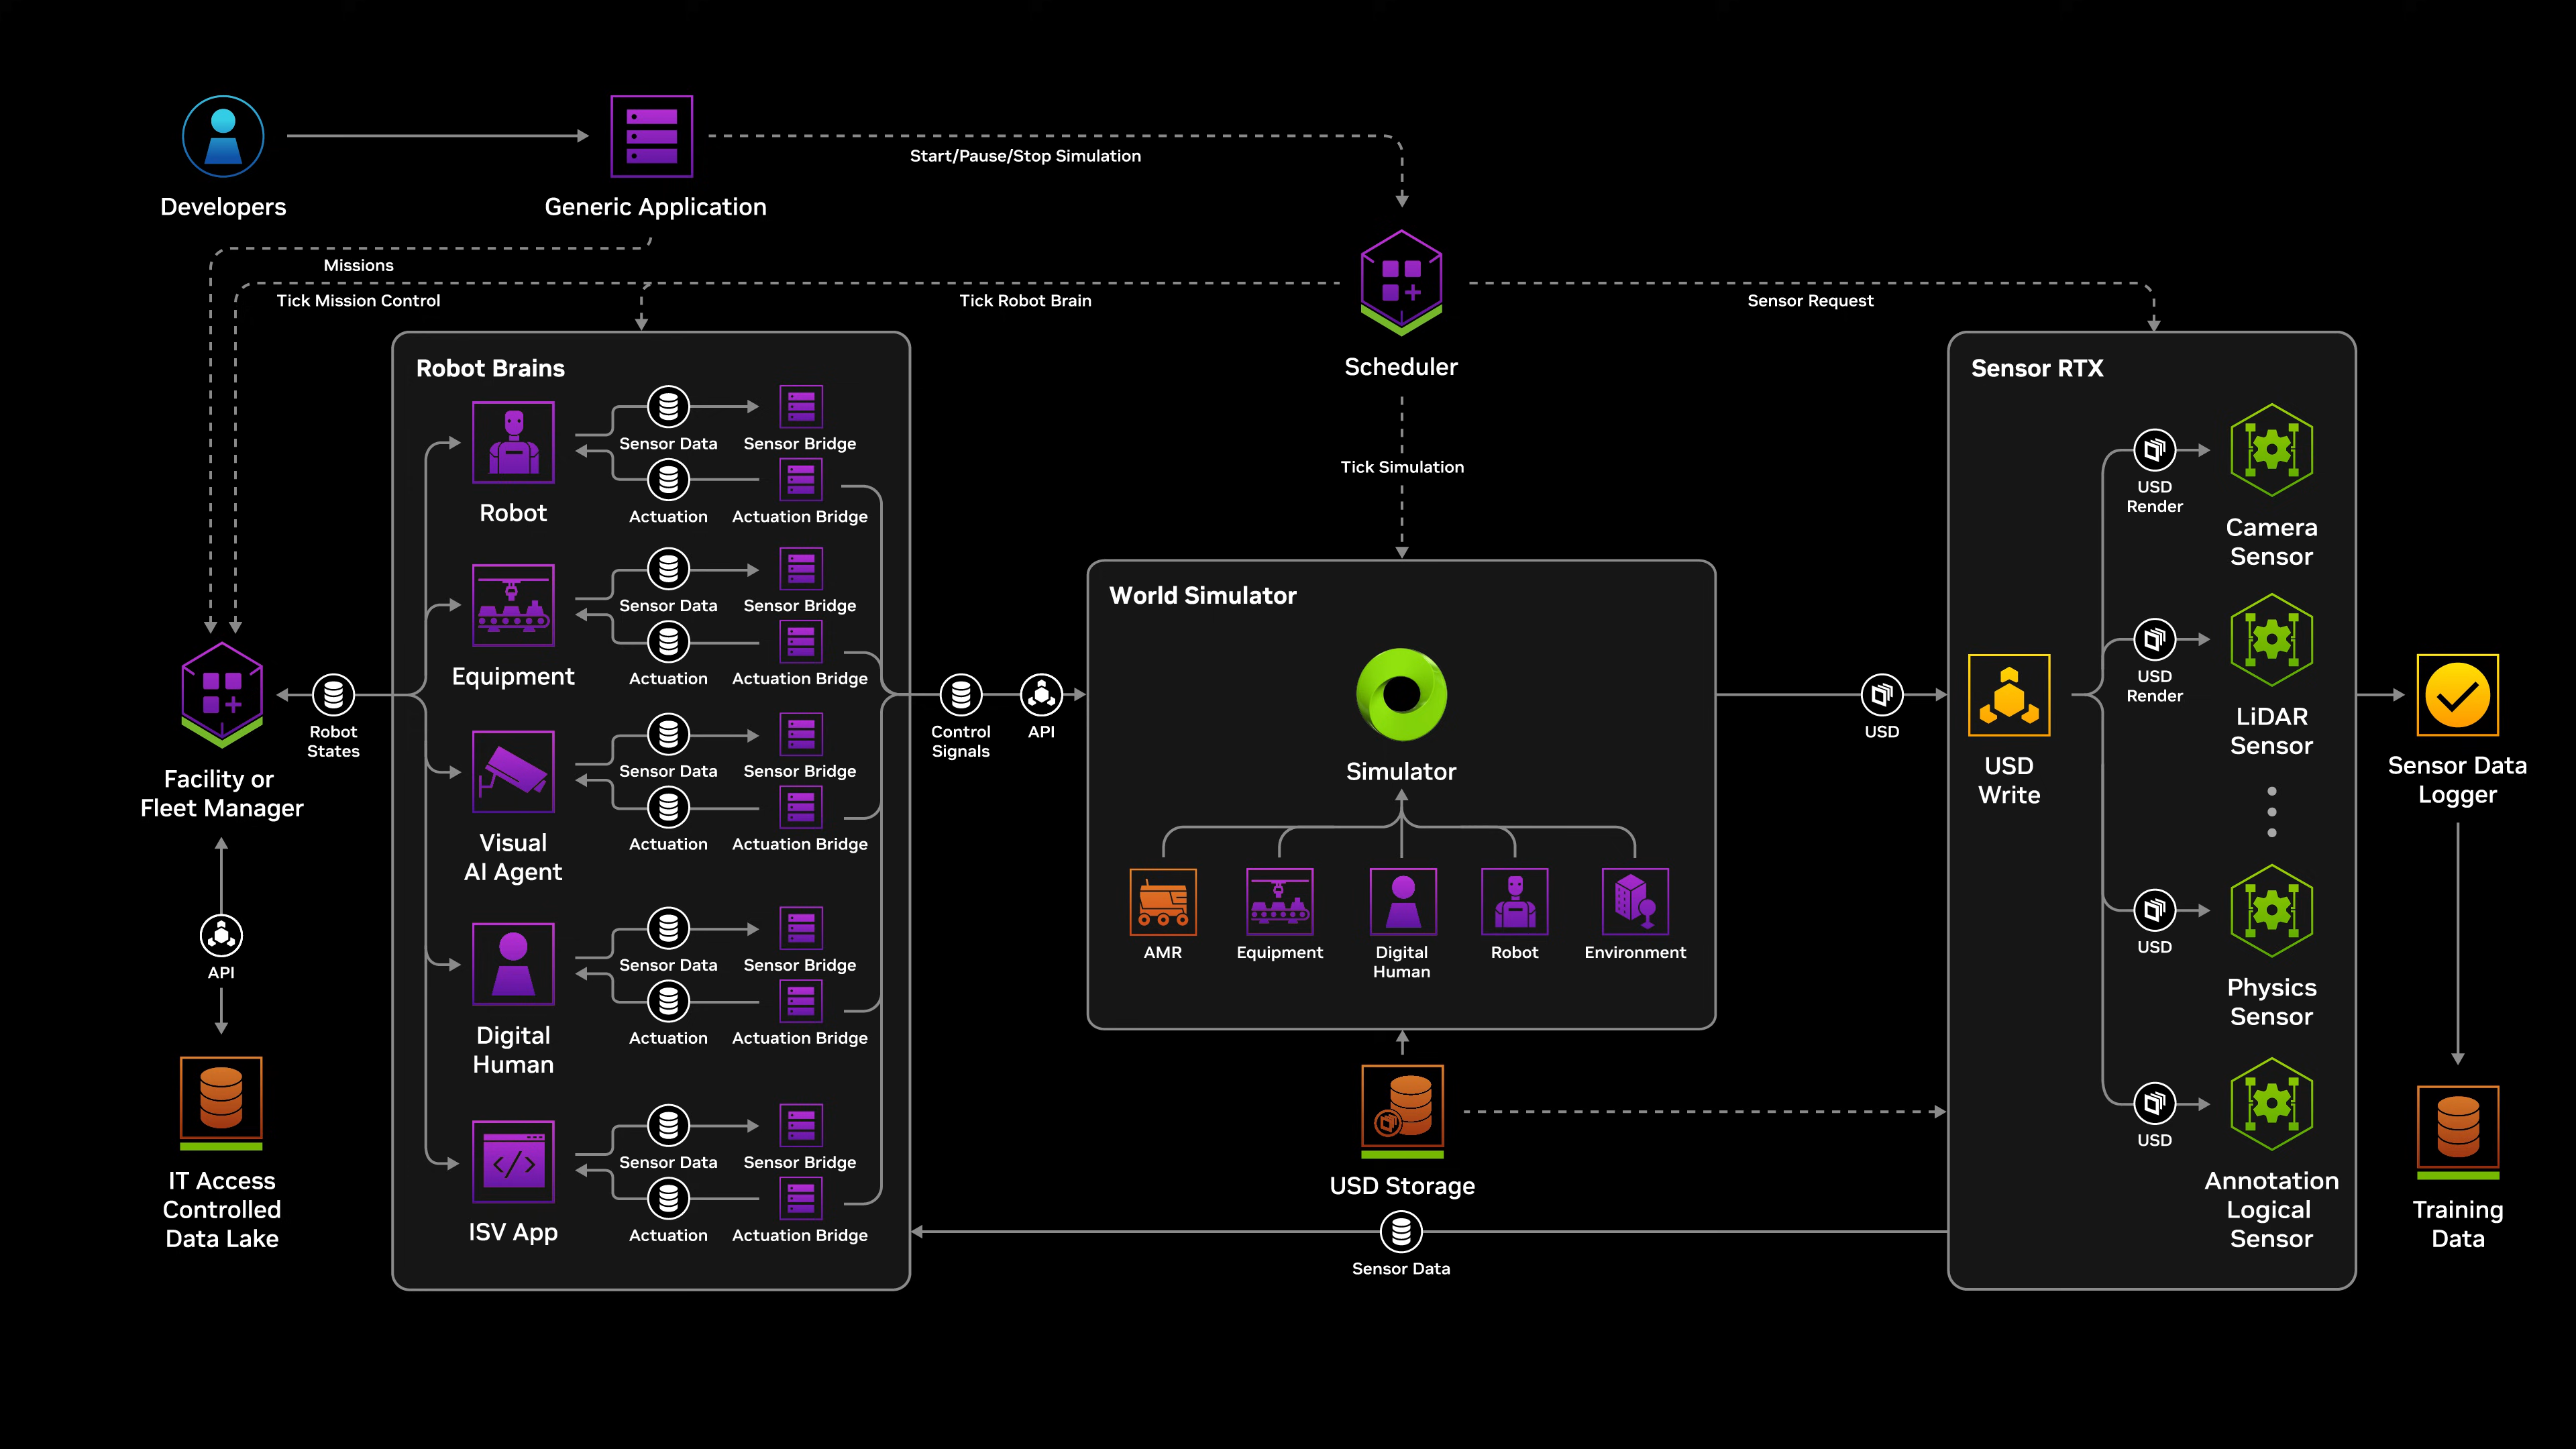 Developers
Generic Application
Start/Pause/Stop Simulation
Missions
Tick Mission Control
Tick Robot Brain
Sensor Request
Scheduler
Tick Simulation
Facility or
Fleet Manager
Robot
States
API
IT Access
Controlled
Data Lake
Robot Brains
Robot
Sensor Data
Sensor Bridge
Actuation
Actuation Bridge
Equipment
Sensor Data
Sensor Bridge
Actuation
Actuation Bridge
Visual
AI Agent
Sensor Data
Sensor Bridge
Actuation
Actuation Bridge
Digital
Human
Sensor Data
Sensor Bridge
Actuation
Actuation Bridge
ISV App
Sensor Data
Sensor Bridge
Actuation
Actuation Bridge
Control
Signals
API
World Simulator
Simulator
AMR
Equipment
Digital
Human
Robot
Environment
USD Storage
Sensor Data
USD
Sensor RTX
USD
Write
USD
Render
Camera
Sensor
USD
Render
LiDAR
Sensor
USD
Physics
Sensor
USD
Annotation
Logical
Sensor
Sensor Data
Logger
Training
Data